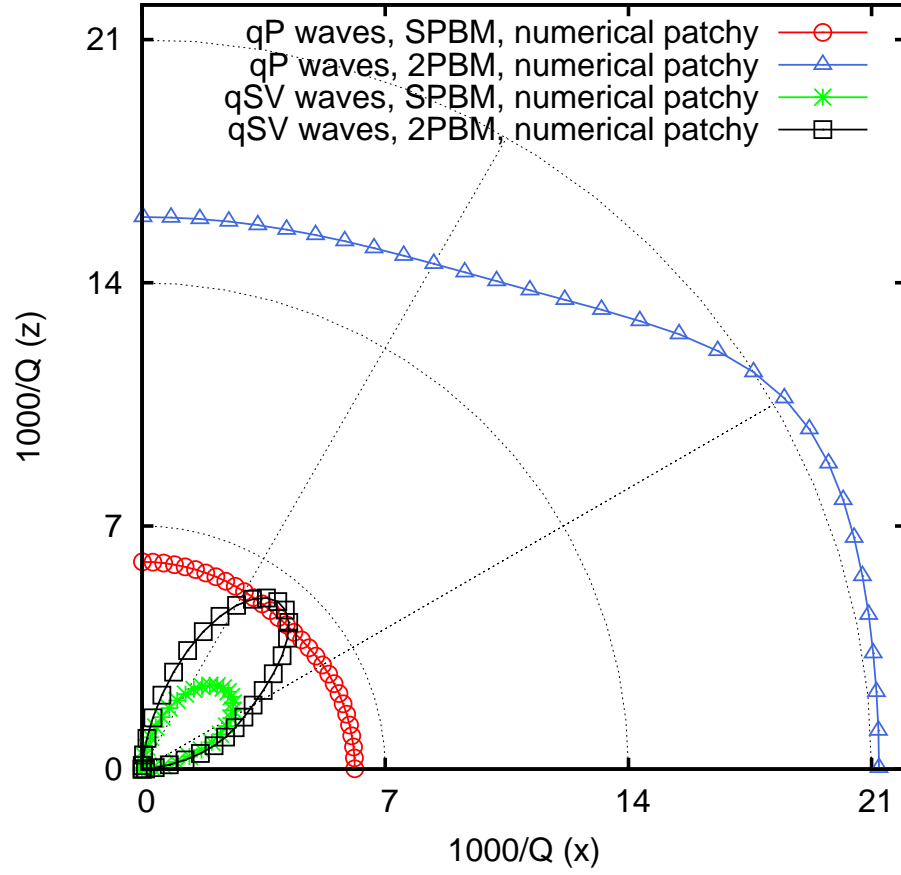 21
qP waves, SPBM, numerical patchy
qP waves, 2PBM, numerical patchy
qSV waves, SPBM, numerical patchy
qSV waves, 2PBM, numerical patchy
14
1000/Q (z)
7
0
0 7 14 21
1000/Q (x)